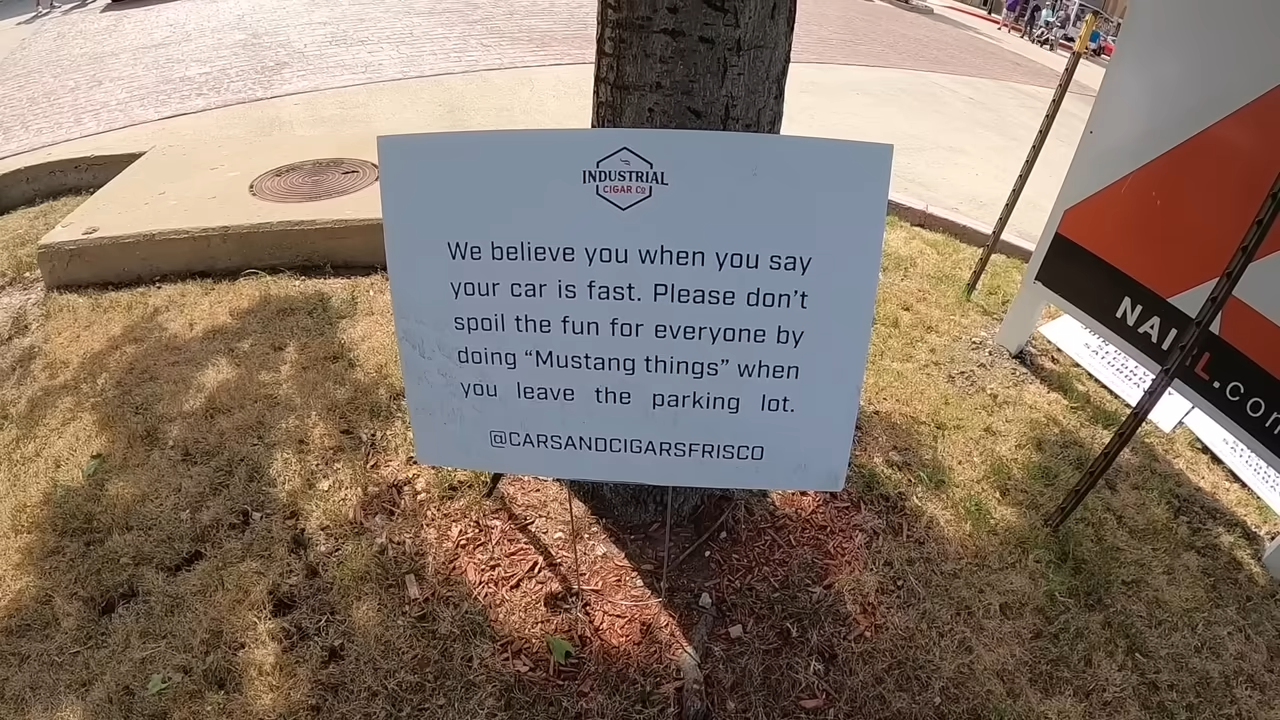 INDUSTRIAL
CIGAR CO
We believe you when you say
your car is fast. Please don't
spoil the fun for everyone by
doing “Mustang things” when
you leave the parking lot.
@CARSANDCIGARSFRISCO
.com